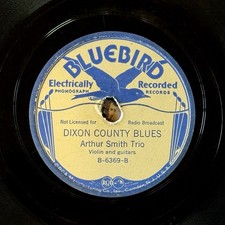 BLUEBIRD
Electrically Recorded
PHONOGRAPH RECORDS
Not Licensed for Radio Broadcast
DIXON COUNTY BLUES
Arthur Smith Trio
Violin and guitars
B-6369-B